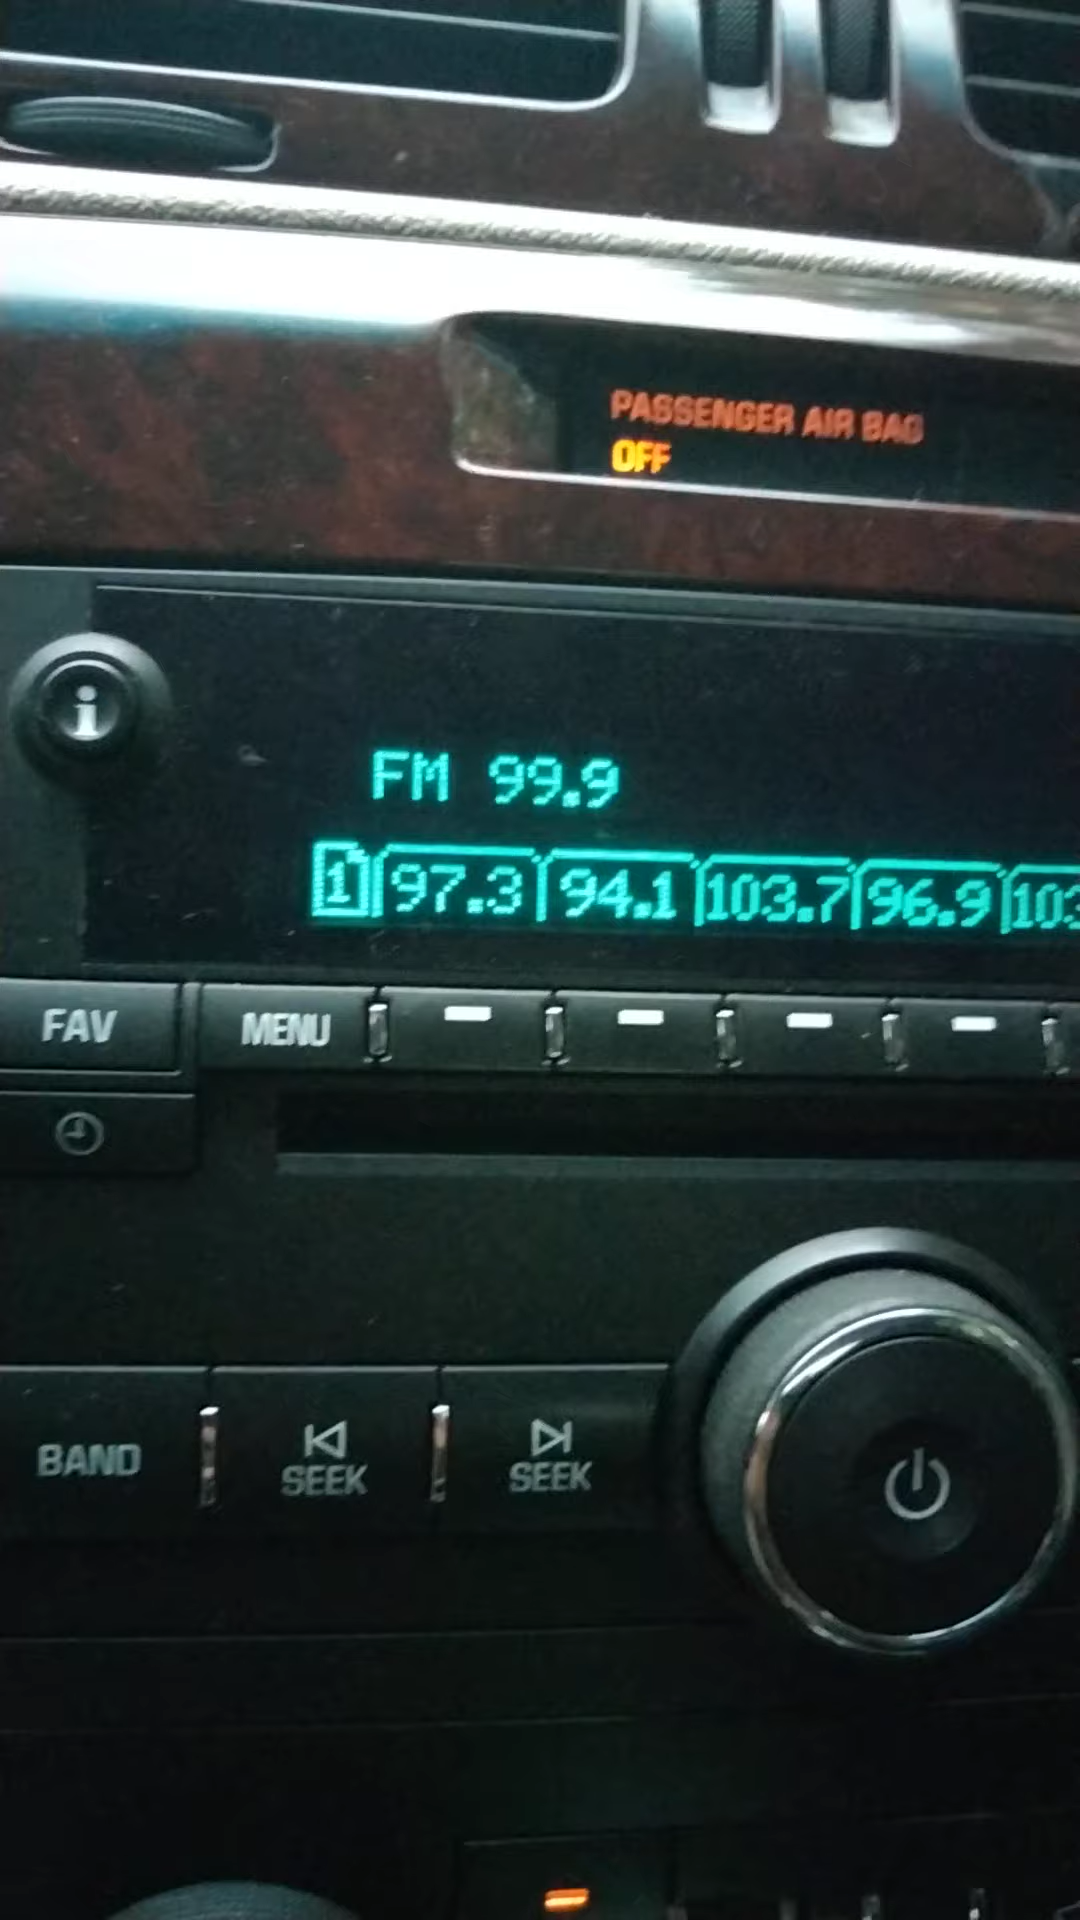 PASSENGER AIR BAG
OFF
i
FM 99.9
1 97.3 94.1 103.7 96.9
FAV MENU
BAND SEEK SEEK